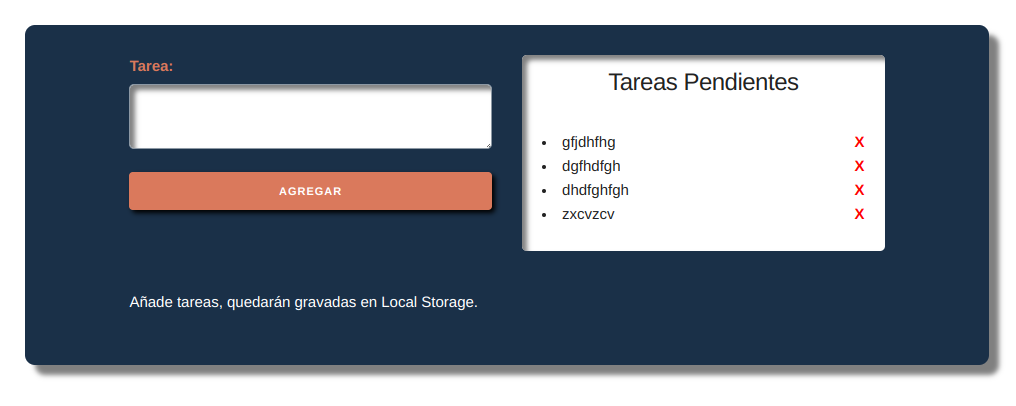 Tarea:
AGREGAR
Tareas Pendientes
gfjdhfhg X
dgfhdfgh X
dhdfghfgh X
zxcvzcv X
Añade tareas, quedarán gravadas en Local Storage.